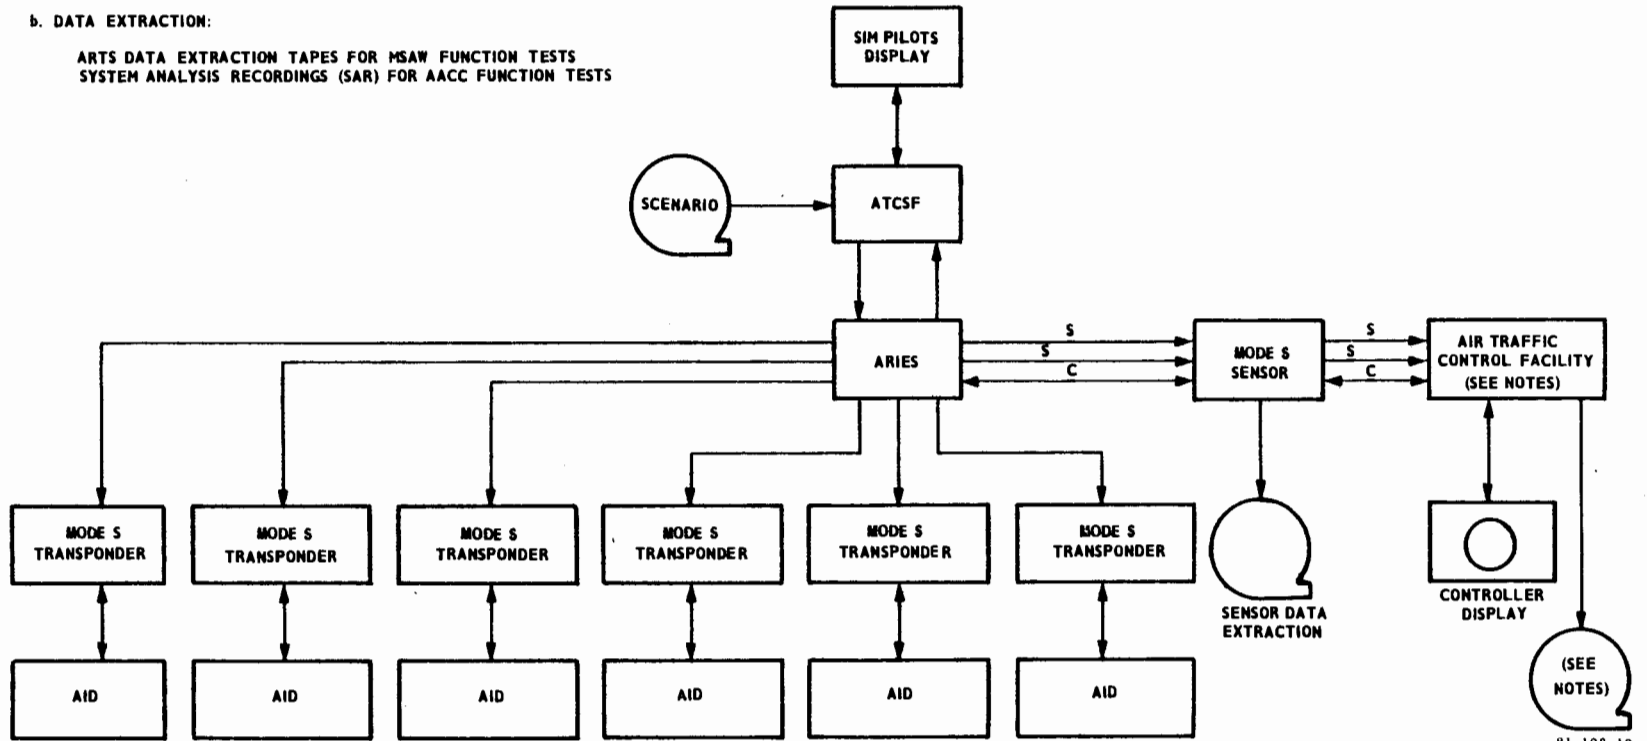 b. DATA EXTRACTION:
ARTS DATA EXTRACTION TAPES FOR MSAW FUNCTION TESTS
SYSTEM ANALYSIS RECORDINGS (SAR) FOR AACC FUNCTION TESTS
SIM PILOTS
DISPLAY
SCENARIO
ATCSF
ARIES
S
S
C
MODE S
SENSOR
S
S
C
AIR TRAFFIC
CONTROL FACILITY
(SEE NOTES)
MODE S
TRANSPONDER
MODE S
TRANSPONDER
MODE S
TRANSPONDER
MODE S
TRANSPONDER
MODE S
TRANSPONDER
MODE S
TRANSPONDER
SENSOR DATA
EXTRACTION
CONTROLLER
DISPLAY
AID
AID
AID
AID
AID
AID
(SEE
NOTES)